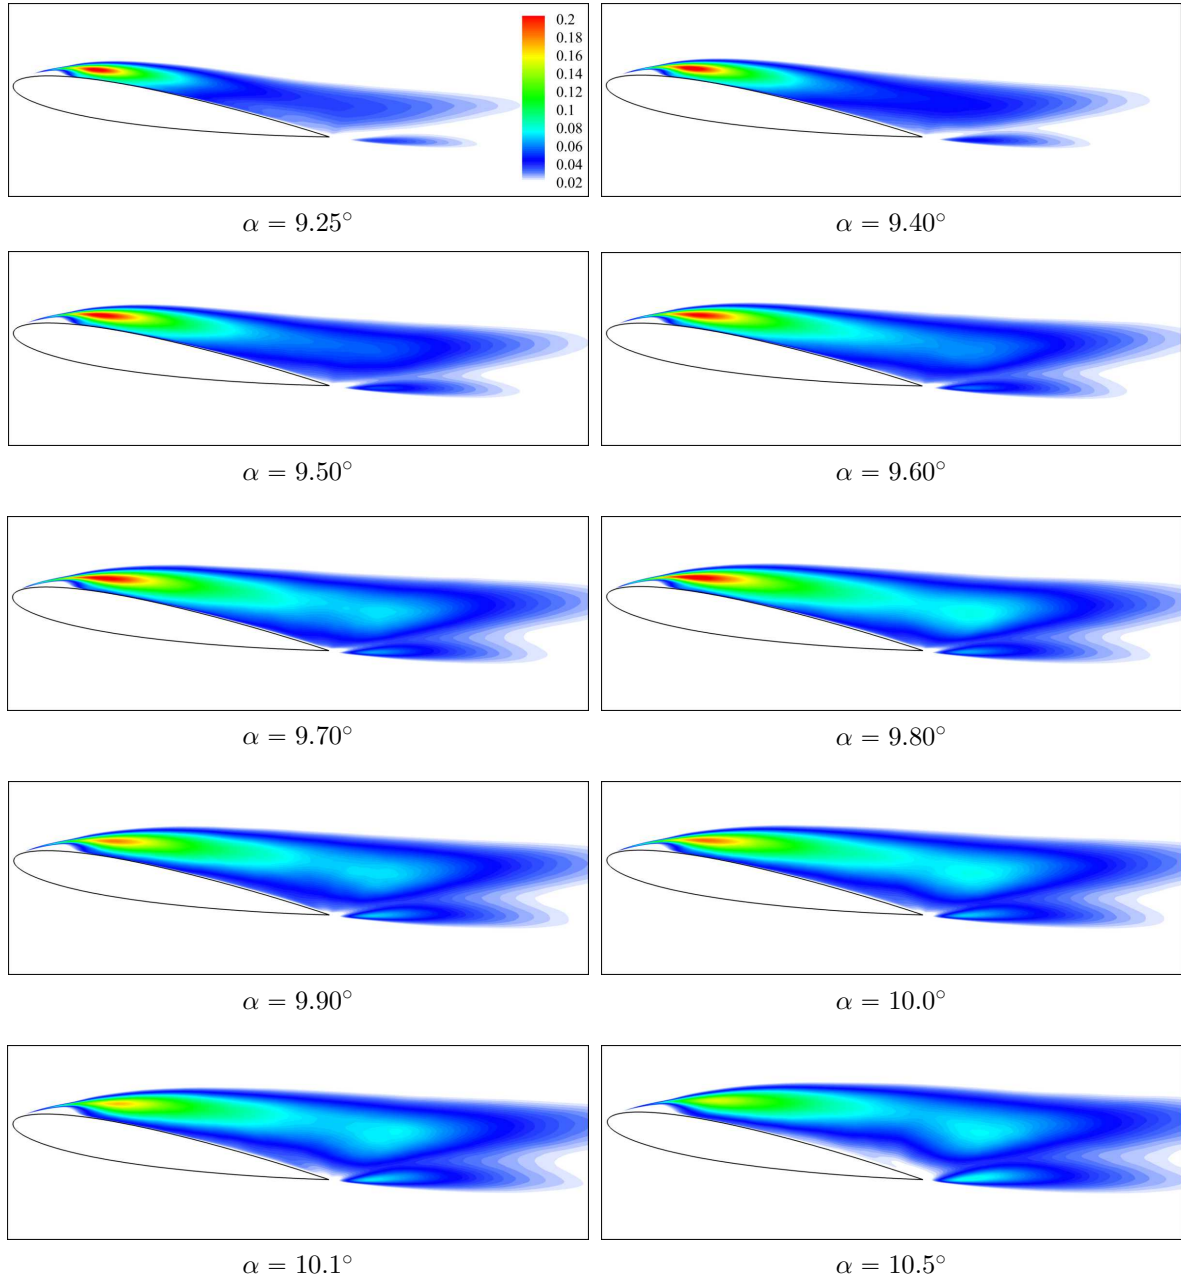 0.2
0.18
0.16
0.14
0.12
0.1
0.08
0.06
0.04
0.02
α = 9.25°
α = 9.40°
α = 9.50°
α = 9.60°
α = 9.70°
α = 9.80°
α = 9.90°
α = 10.0°
α = 10.1°
α = 10.5°